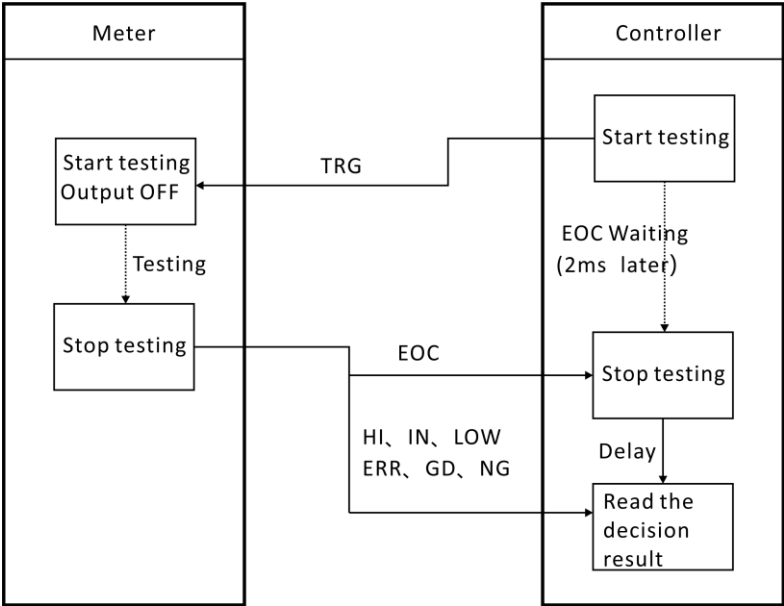 Meter
Controller
Start testing
Output OFF
TRG
Start testing
Testing
EOC Waiting
(2ms later)
Stop testing
EOC
Stop testing
HI、IN、LOW
ERR、GD、NG
Delay
Read the
decision
result